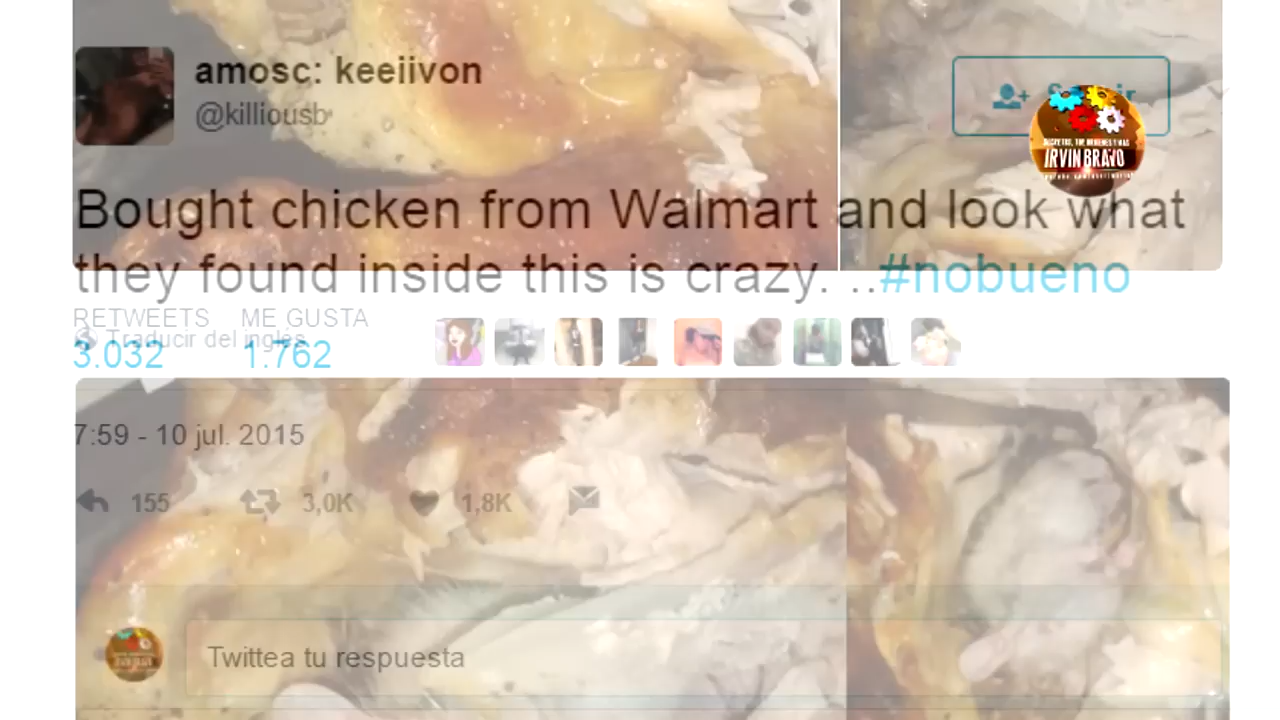 amosc: keeiivon
@killiousb
Bought chicken from Walmart and look what
they found inside this is crazy. ..#nobueno
RETWEETS ME GUSTA
Traducir del inglés
3.032 1.762
7:59 - 10 jul. 2015
155 3,0K 1,8K
Twittea tu respuesta
IRVIN BRAVO